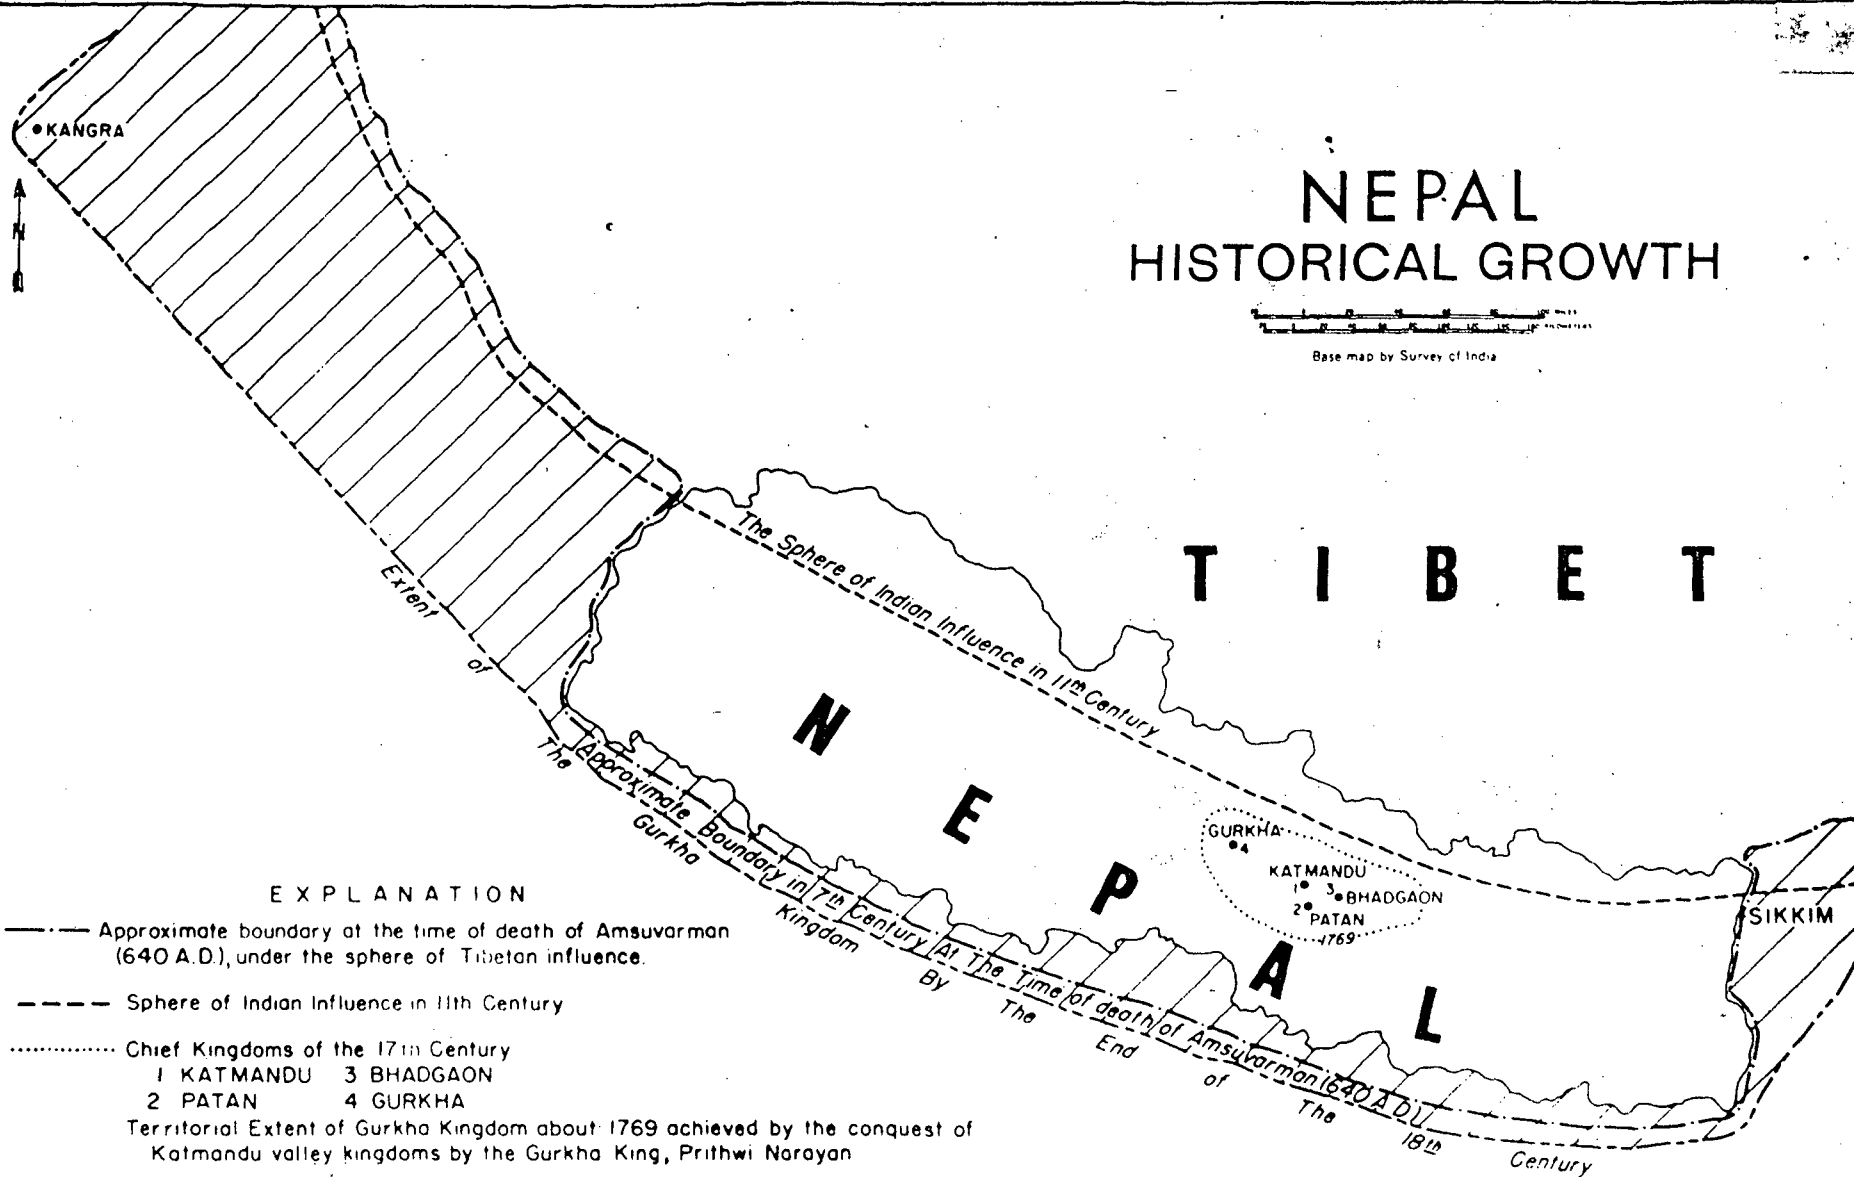 NEPAL
HISTORICAL GROWTH
MILES
KILOMETERS
Base map by Survey of India
KANGRA
N
TIBET
The Sphere of Indian Influence in 11th Century
NEPAL
GURKHA
4
KATMANDU
1
3 BHADGAON
2 PATAN
1769
SIKKIM
Approximate Boundary in 7th Century At The Time of death of Amsuvarman (640 A.D.)
Extent of The Gurkha Kingdom By The End of The 18th Century
EXPLANATION
Approximate boundary at the time of death of Amsuvarman
(640 A.D.), under the sphere of Tibetan influence.
Sphere of Indian Influence in 11th Century
Chief Kingdoms of the 17th Century
1 KATMANDU 3 BHADGAON
2 PATAN 4 GURKHA
Territorial Extent of Gurkha Kingdom about 1769 achieved by the conquest of
Katmandu valley kingdoms by the Gurkha King, Prithwi Narayan